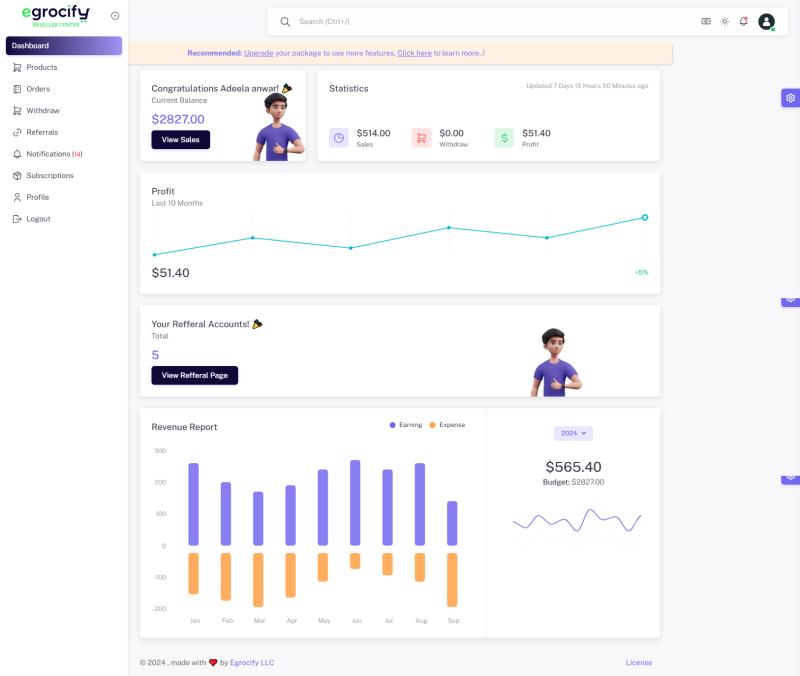 egrocify
RESELLER CENTER
Search (Ctrl+/)
Dashboard
Products
Orders
Withdraw
Referrals
Notifications (14)
Subscriptions
Profile
Logout
Recommended: Upgrade your package to use more features, Click here to learn more..!
Congratulations Adeela anwar! 🎉
Current Balance
$2827.00
View Sales
Statistics
Updated 7 Days 15 Hours 50 Minutes ago
$514.00
Sales
$0.00
Withdraw
$51.40
Profit
Profit
Last 10 Months
$51.40
+5%
Your Refferal Accounts! 🎉
Total
5
View Refferal Page
Revenue Report
Earning
Expense
300
200
100
0
-100
-200
Jan
Feb
Mar
Apr
May
Jun
Jul
Aug
Sep
2024
$565.40
Budget: $2827.00
© 2024 , made with ❤️ by Egrocify LLC
License